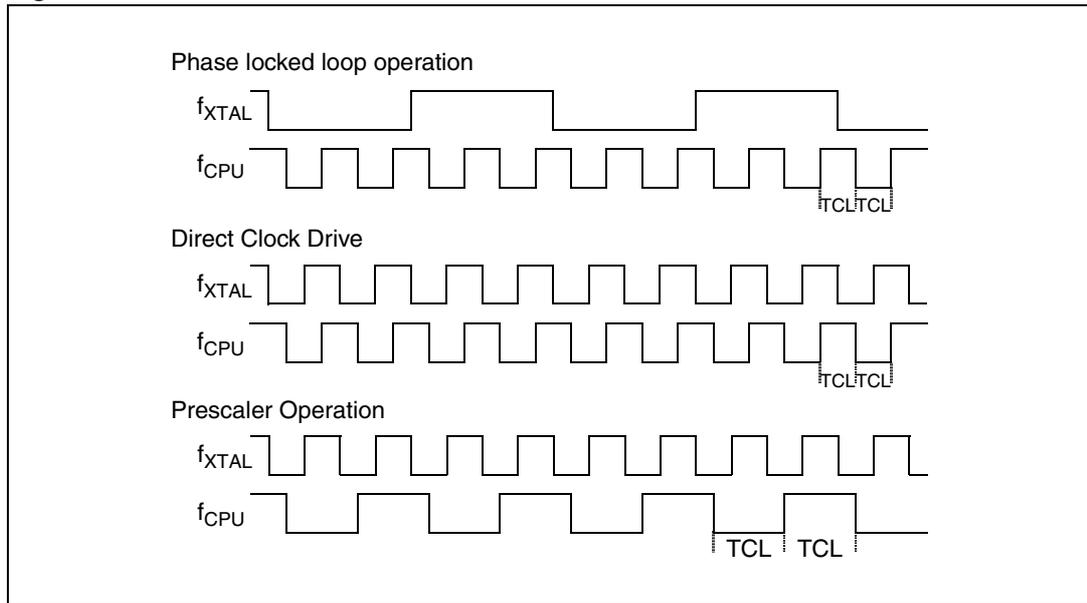 Phase locked loop operation
fXTAL
fCPU
TCL TCL
Direct Clock Drive
fXTAL
fCPU
TCL TCL
Prescaler Operation
fXTAL
fCPU
TCL TCL